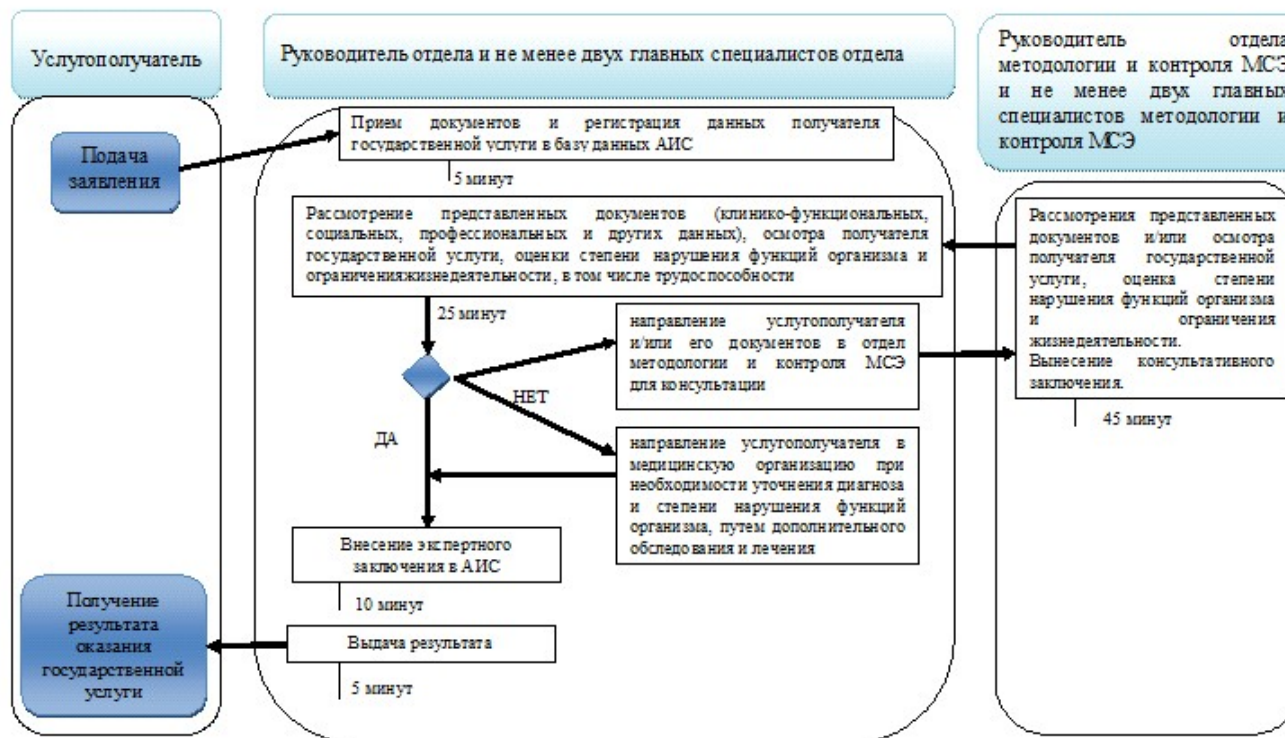 Услугополучатель
Руководитель отдела и не менее двух главных специалистов отдела
Руководитель отдела
методологии и контроля МСЭ
и не менее двух главных
специалистов методологии и
контроля МСЭ
Подача
заявления
Прием документов и регистрация данных получателя
государственной услуги в базу данных АИС
5 минут
Рассмотрение представленных документов (клинико-функциональных,
социальных, профессиональных и других данных), осмотра получателя
государственной услуги, оценки степени нарушения функций организма и
ограниченияжизнедеятельности, в том числе трудоспособности
25 минут
направление услугополучателя
и/или его документов в отдел
методологии и контроля МСЭ
для консультации
НЕТ
ДА
направление услугополучателя в
медицинскую организацию при
необходимости уточнения диагноза
и степени нарушения функций
организма, путем дополнительного
обследования и лечения
Рассмотрения представленных
документов и/или осмотра
получателя государственной
услуги, оценка степени
нарушения функций организма
и ограничения
жизнедеятельности.
Вынесение консультативного
заключения.
45 минут
Внесение экспертного
заключения в АИС
10 минут
Выдача результата
5 минут
Получение
результата
оказания
государственной
услуги